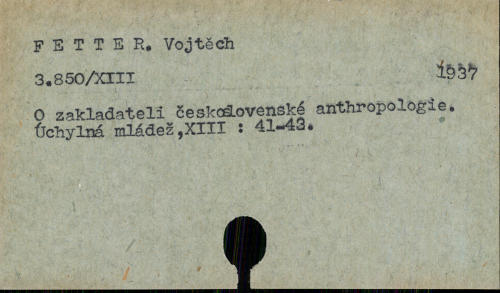 F E T T E R. Vojtěch
3.850/XIII 1937
O zakladateli československé anthropologie.
Úchylná mládež,XIII : 41-43.